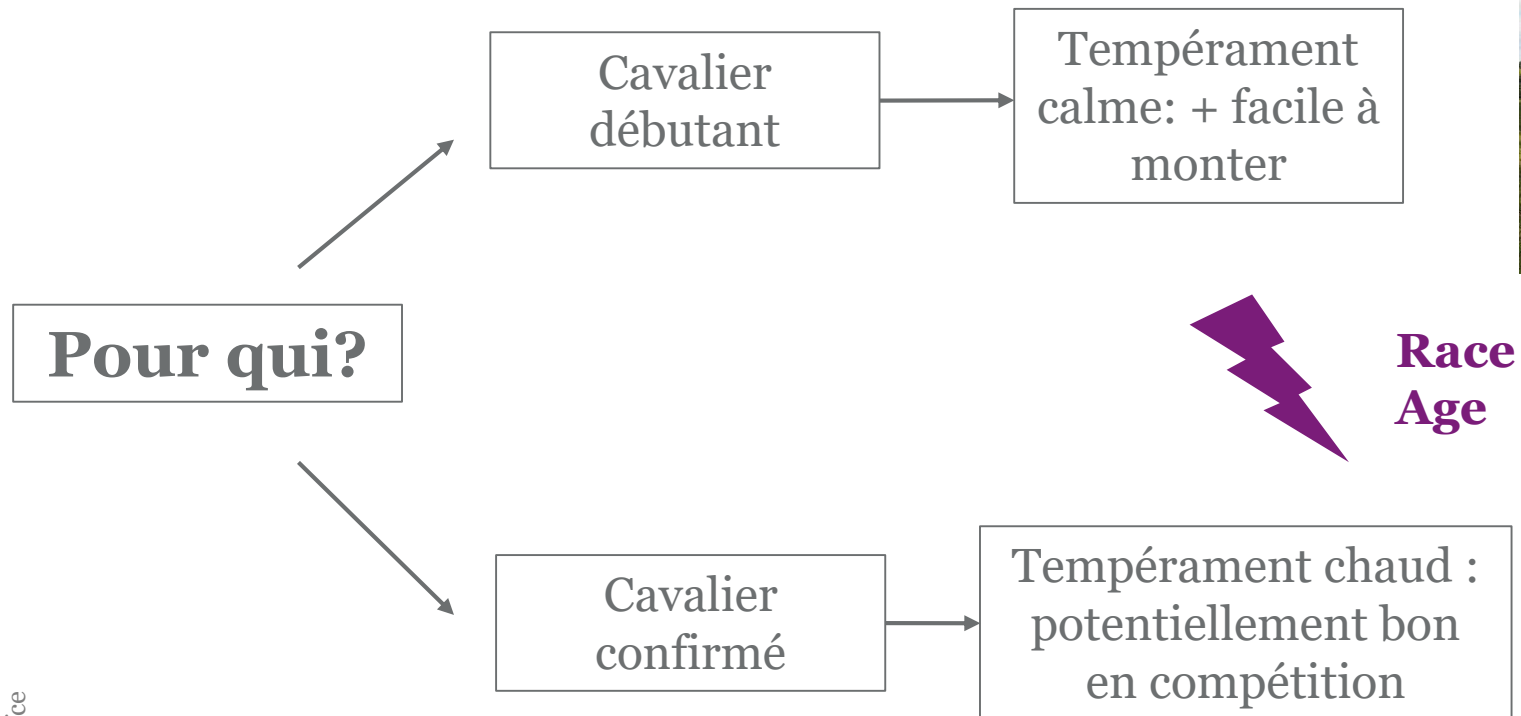 Cavalier
débutant
Tempérament
calme: + facile à
monter
Pour qui?
Race
Age
Cavalier
confirmé
Tempérament chaud :
potentiellement bon
en compétition